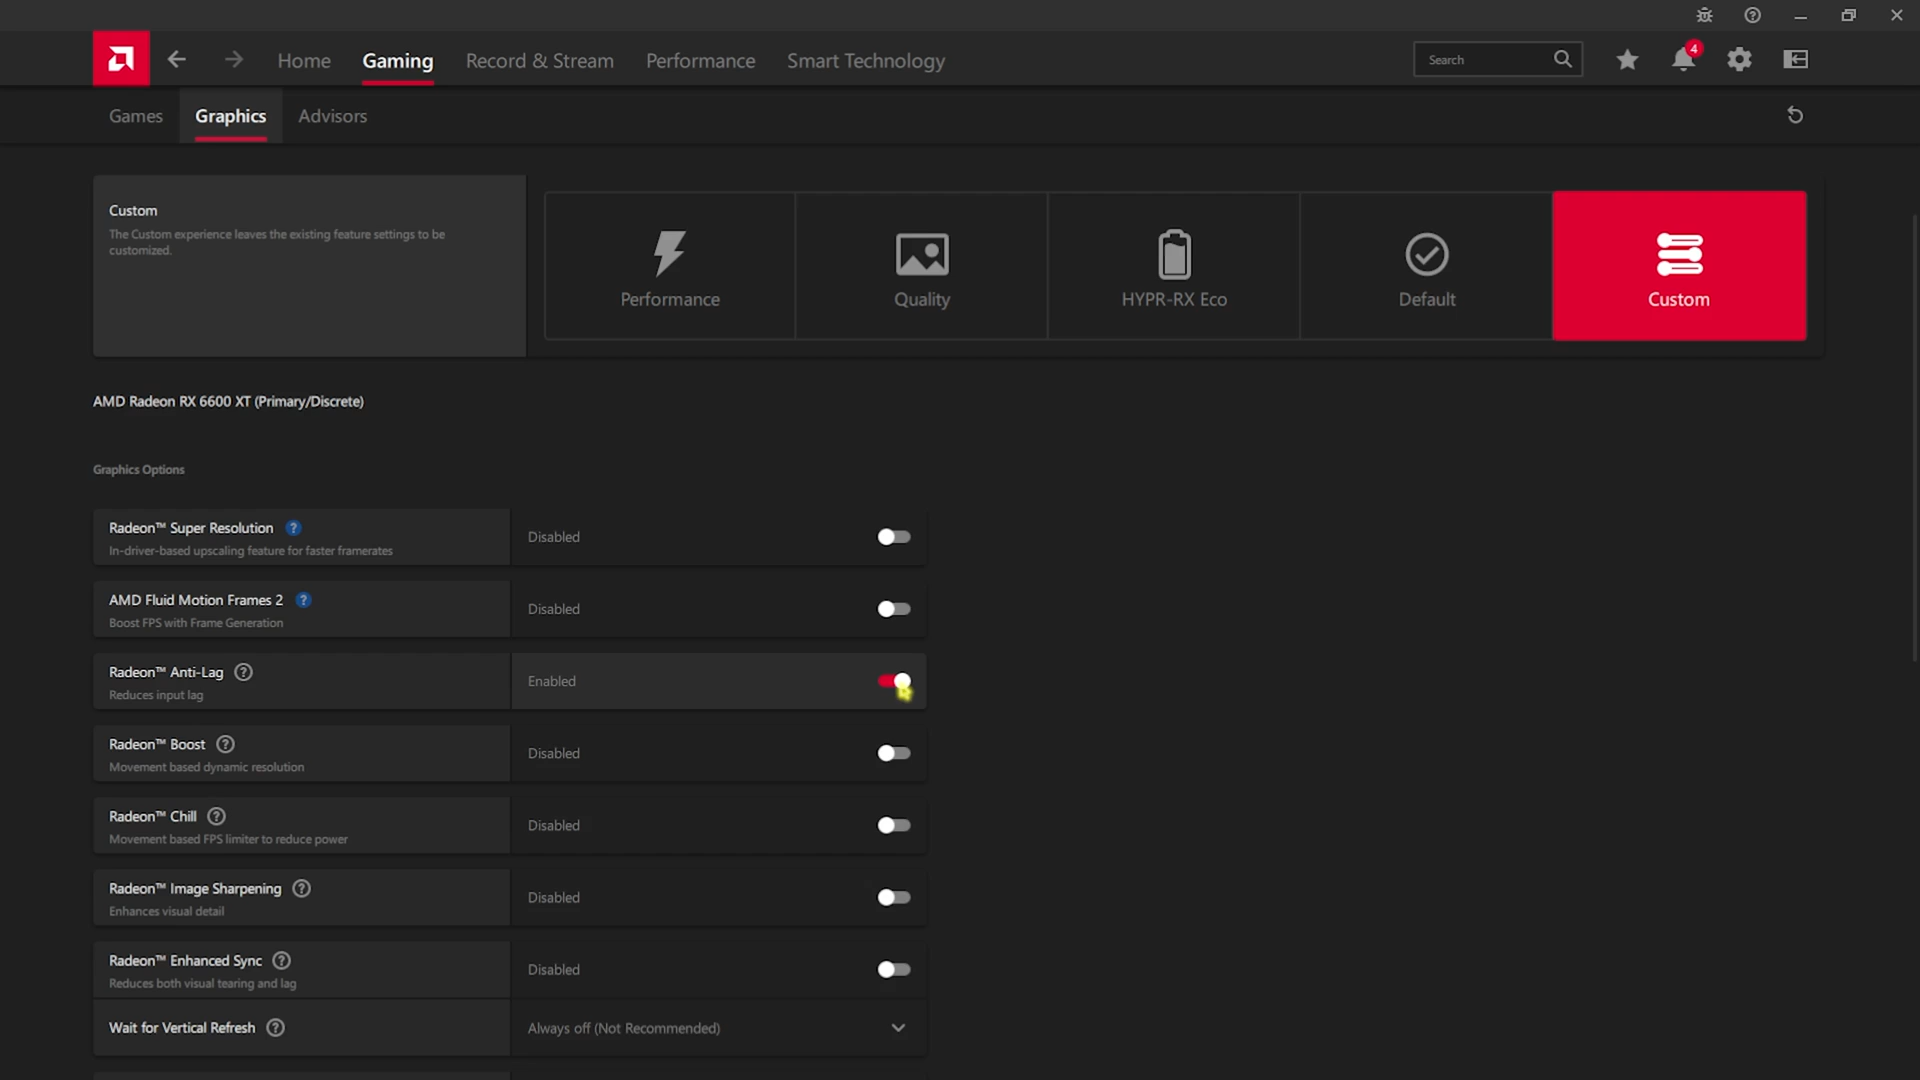 Home
Gaming
Record & Stream
Performance
Smart Technology
Search
4
Games
Graphics
Advisors
Custom
The Custom experience leaves the existing feature settings to be
customized.
Performance
Quality
HYPR-RX Eco
Default
Custom
AMD Radeon RX 6600 XT (Primary/Discrete)
Graphics Options
Radeon™ Super Resolution ?
In-driver-based upscaling feature for faster framerates
Disabled
AMD Fluid Motion Frames 2 ?
Boost FPS with Frame Generation
Disabled
Radeon™ Anti-Lag ?
Reduces input lag
Enabled
Radeon™ Boost ?
Movement based dynamic resolution
Disabled
Radeon™ Chill ?
Movement based FPS limiter to reduce power
Disabled
Radeon™ Image Sharpening ?
Enhances visual detail
Disabled
Radeon™ Enhanced Sync ?
Reduces both visual tearing and lag
Disabled
Wait for Vertical Refresh ?
Always off (Not Recommended)